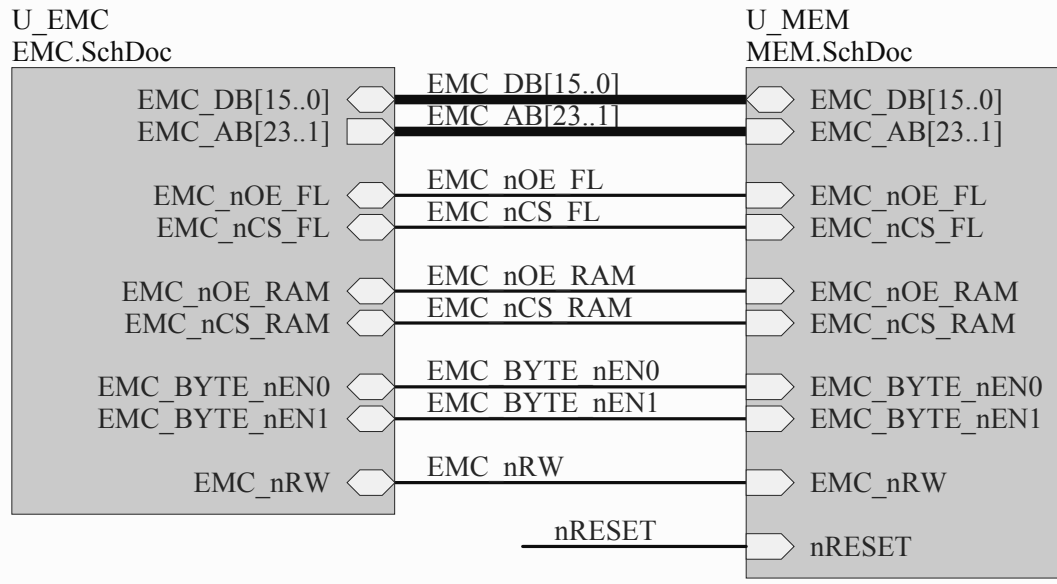 U_EMC
EMC.SchDoc
U_MEM
MEM.SchDoc
EMC_DB[15..0] EMC_DB[15..0] EMC_DB[15..0]
EMC_AB[23..1] EMC_AB[23..1] EMC_AB[23..1]
EMC_nOE_FL EMC_nOE_FL EMC_nOE_FL
EMC_nCS_FL EMC_nCS_FL EMC_nCS_FL
EMC_nOE_RAM EMC_nOE_RAM EMC_nOE_RAM
EMC_nCS_RAM EMC_nCS_RAM EMC_nCS_RAM
EMC_BYTE_nEN0 EMC_BYTE_nEN0 EMC_BYTE_nEN0
EMC_BYTE_nEN1 EMC_BYTE_nEN1 EMC_BYTE_nEN1
EMC_nRW EMC_nRW EMC_nRW
nRESET nRESET